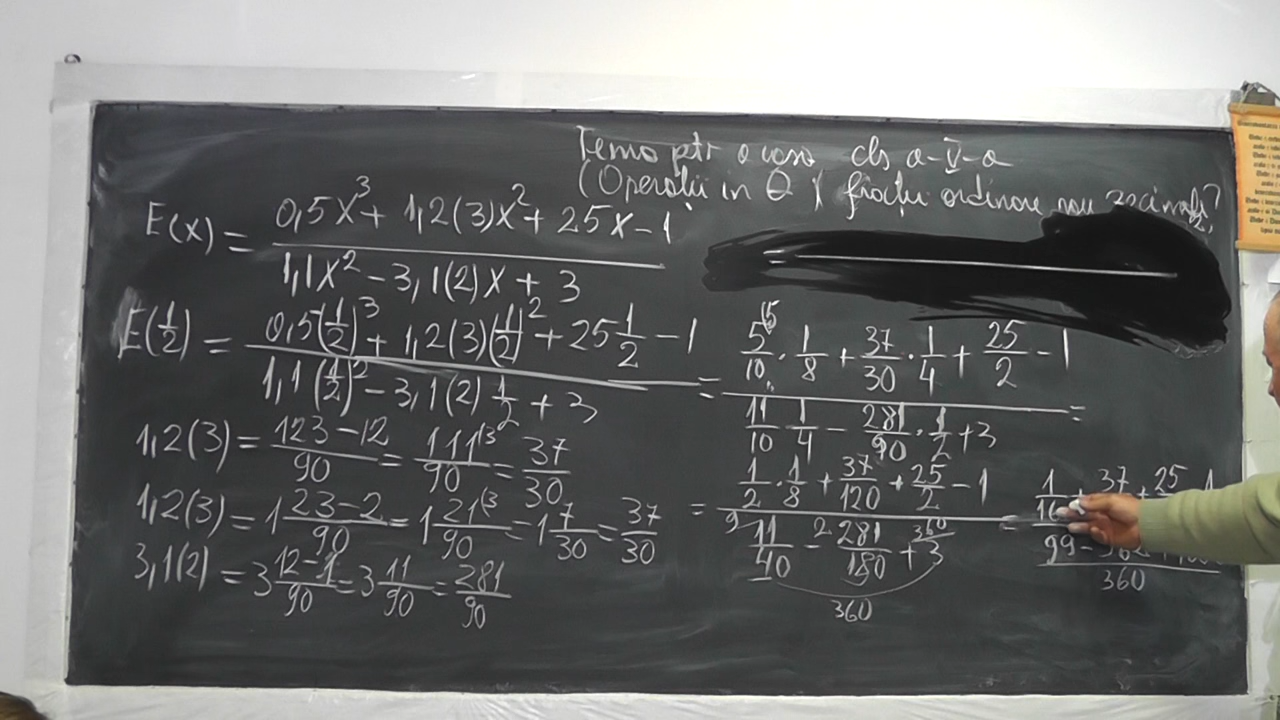 Tema ptr acasa cls a-V-a
(Operații in Q) fracții ordinare sau zecimale?
E(x) = (0,5x³ + 1,2(3)x² + 25x - 1) / (1,1x² - 3,1(2)x + 3)
E(1/2) = (0,5(1/2)³ + 1,2(3)(1/2)² + 25 1/2 - 1) / (1,1(1/2)² - 3,1(2) 1/2 + 3) = (5/10 · 1/8 + 37/30 · 1/4 + 25/2 - 1) / (11/10 · 1/4 - 281/90 · 1/2 + 3) =
1,2(3) = (123-12)/90 = 111/90 (3 = 37/30
= (1/2 · 1/8 + 37/120 + 25/2 - 1) / (11/40 - 281/180 + 3) =
360
360
1,2(3) = 1 (23-2)/90 = 1 21/90 (3 = 1 7/30 = 37/30
3,1(2) = 3 (12-1)/90 = 3 11/90 = 281/90